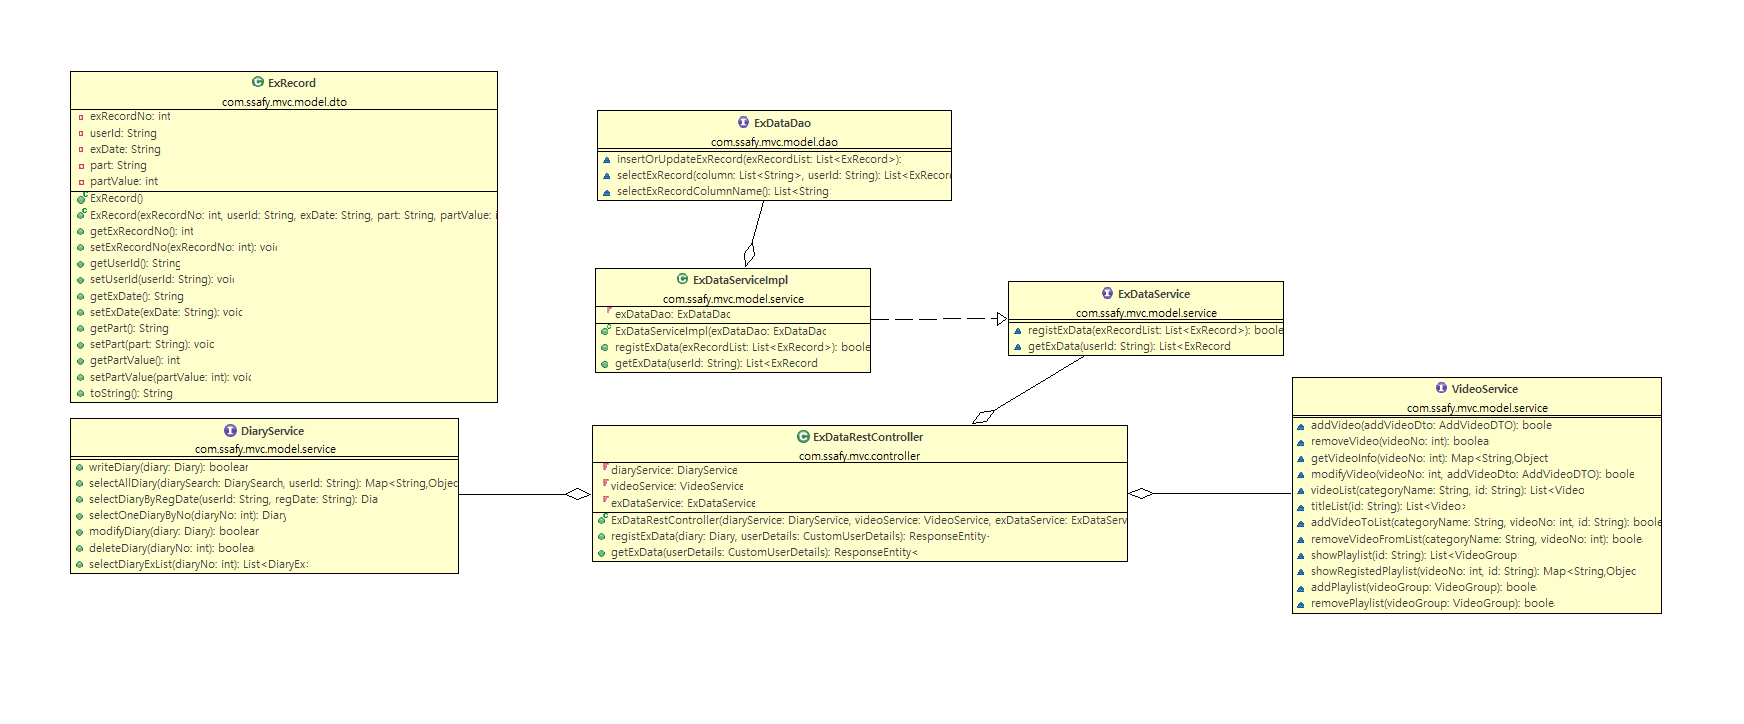 ExRecord
com.ssafy.mvc.model.dto
exRecordNo: int
userId: String
exDate: String
part: String
partValue: int
ExRecord()
ExRecord(exRecordNo: int, userId: String, exDate: String, part: String, partValue: i
getExRecordNo(): int
setExRecordNo(exRecordNo: int): voi
getUserId(): String
setUserId(userId: String): voi
getExDate(): String
setExDate(exDate: String): voic
getPart(): String
setPart(part: String): voic
getPartValue(): int
setPartValue(partValue: int): voic
toString(): String
ExDataDao
com.ssafy.mvc.model.dao
insertOrUpdateExRecord(exRecordList: List<ExRecord>):
selectExRecord(column: List<String>, userId: String): List<ExRecord
selectExRecordColumnName(): List<String
ExDataServiceImpl
com.ssafy.mvc.model.service
exDataDao: ExDataDac
ExDataServiceImpl(exDataDao: ExDataDac
registExData(exRecordList: List<ExRecord>): boole
getExData(userId: String): List<ExRecord
ExDataService
com.ssafy.mvc.model.service
registExData(exRecordList: List<ExRecord>): boole
getExData(userId: String): List<ExRecord
DiaryService
com.ssafy.mvc.model.service
writeDiary(diary: Diary): boolear
selectAllDiary(diarySearch: DiarySearch, userId: String): Map<String,Objec
selectDiaryByRegDate(userId: String, regDate: String): Dia
selectOneDiaryByNo(diaryNo: int): Diary
modifyDiary(diary: Diary): boolear
deleteDiary(diaryNo: int): boolea
selectDiaryExList(diaryNo: int): List<DiaryEx:
ExDataRestController
com.ssafy.mvc.controller
diaryService: DiaryService
videoService: VideoService
exDataService: ExDataService
ExDataRestController(diaryService: DiaryService, videoService: VideoService, exDataService: ExDataServ
registExData(diary: Diary, userDetails: CustomUserDetails): ResponseEntity
getExData(userDetails: CustomUserDetails): ResponseEntity<
VideoService
com.ssafy.mvc.model.service
addVideo(addVideoDto: AddVideoDTO): boole
removeVideo(videoNo: int): boolea
getVideoInfo(videoNo: int): Map<String,Object
modifyVideo(videoNo: int, addVideoDto: AddVideoDTO): boole
videoList(categoryName: String, id: String): List<Video
titleList(id: String): List<Video>
addVideoToList(categoryName: String, videoNo: int, id: String): boole
removeVideoFromList(categoryName: String, videoNo: int): boole
showPlaylist(id: String): List<VideoGroup
showRegistedPlaylist(videoNo: int, id: String): Map<String,Objec
addPlaylist(videoGroup: VideoGroup): boole
removePlaylist(videoGroup: VideoGroup): boole